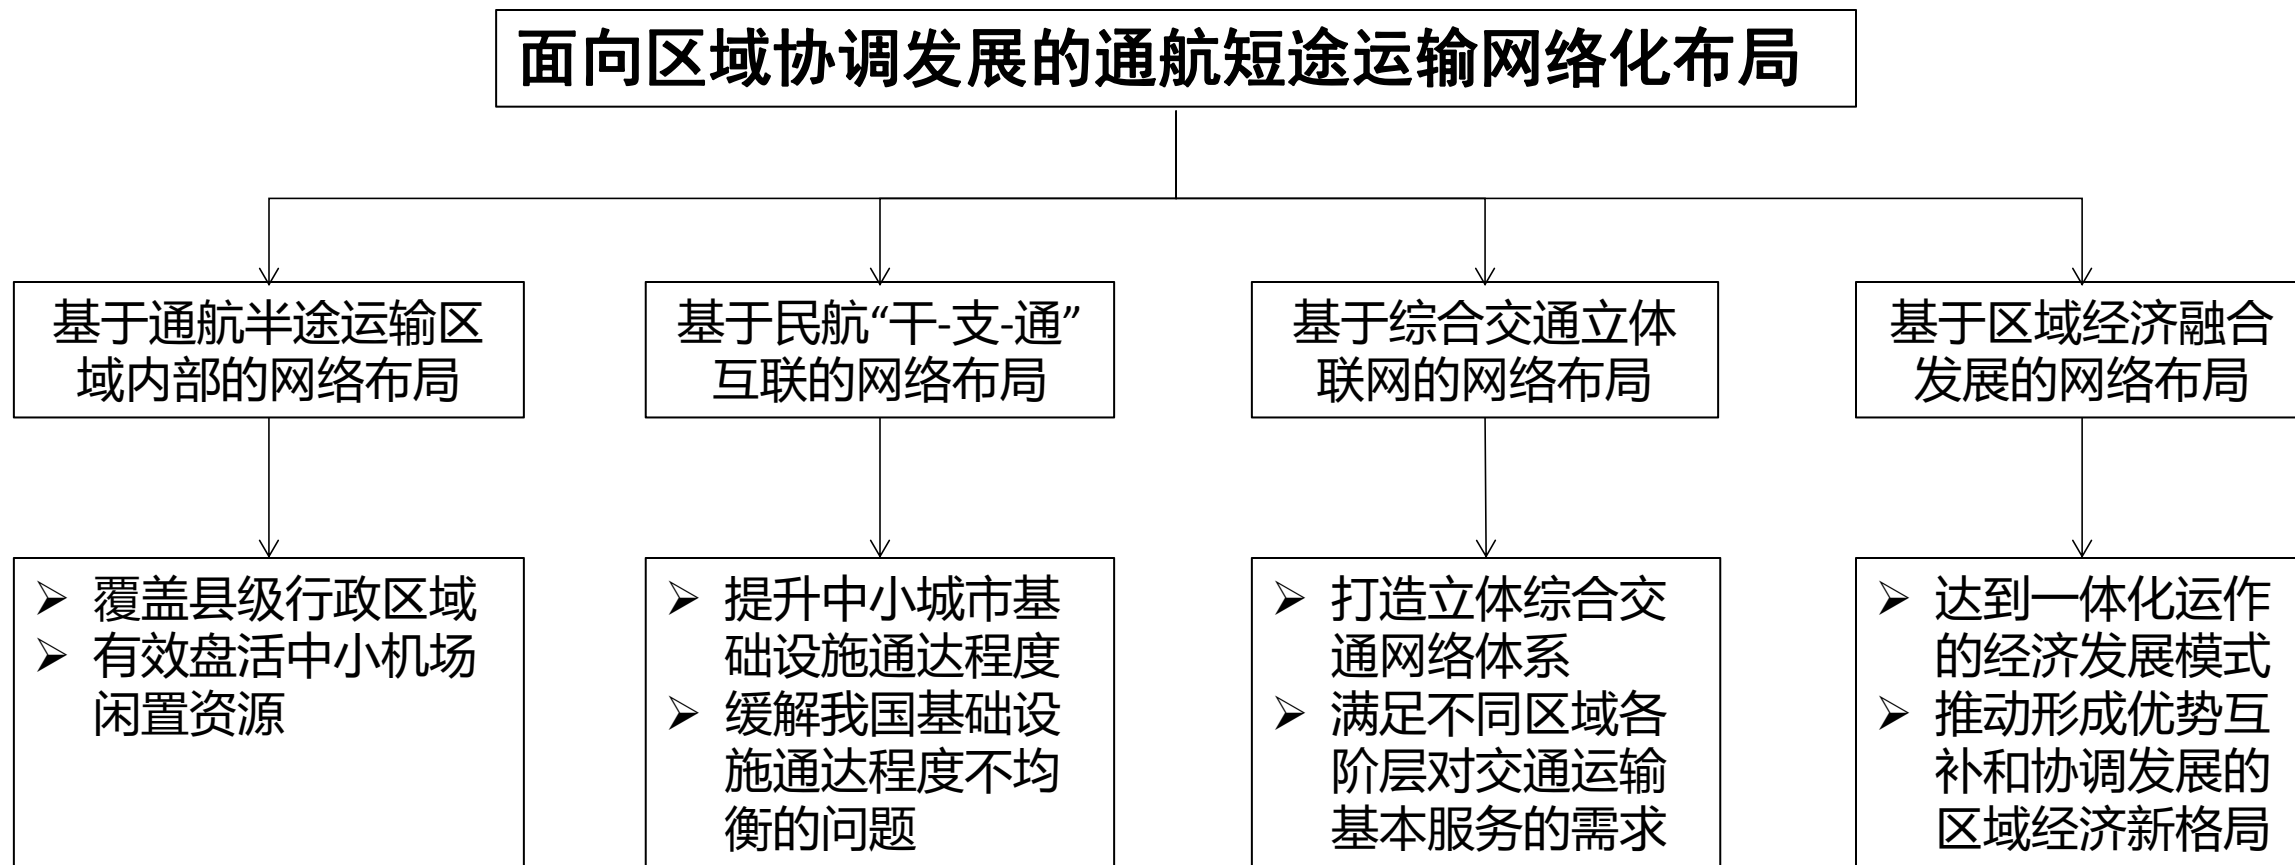 面向区域协调发展的通航短途运输网络化布局
基于通航半途运输区
域内部的网络布局
基于民航“干-支-通”
互联的网络布局
基于综合交通立体
联网的网络布局
基于区域经济融合
发展的网络布局
➢ 覆盖县级行政区域
➢ 有效盘活中小机场
闲置资源
➢ 提升中小城市基
础设施通达程度
➢ 缓解我国基础设
施通达程度不均
衡的问题
➢ 打造立体综合交
通网络体系
➢ 满足不同区域各
阶层对交通运输
基本服务的需求
➢ 达到一体化运作
的经济发展模式
➢ 推动形成优势互
补和协调发展的
区域经济新格局